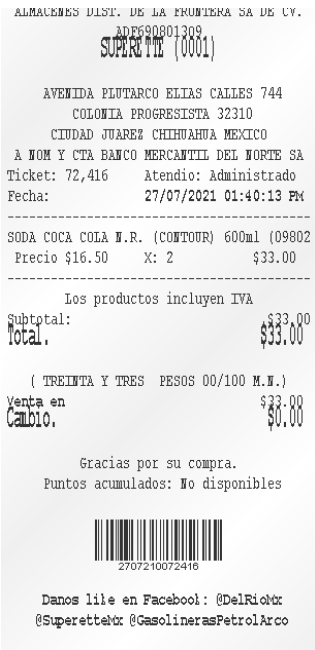 ALMACENES DIST. DE LA FRONTERA SA DE CV.
ADF690801309
SUPERETTE (0001)
AVENIDA PLUTARCO ELIAS CALLES 744
COLONIA PROGRESISTA 32310
CIUDAD JUAREZ CHIHUAHUA MEXICO
A NOM Y CTA BANCO MERCANTIL DEL NORTE SA
Ticket: 72,416 Atendio: Administrado
Fecha: 27/07/2021 01:40:13 PM
SODA COCA COLA N.R. (CONTOUR) 600ml (09802
Precio $16.50 X: 2 $33.00
Los productos incluyen IVA
Subtotal: $33.00
Total. $33.00
( TREINTA Y TRES PESOS 00/100 M.N.)
Venta en $33.00
Cambio. $0.00
Gracias por su compra.
Puntos acumulados: No disponibles
2707210072416
Danos like en Facebook: @DelRioMx
@SuperetteMx @GasolinerasPetrolArco